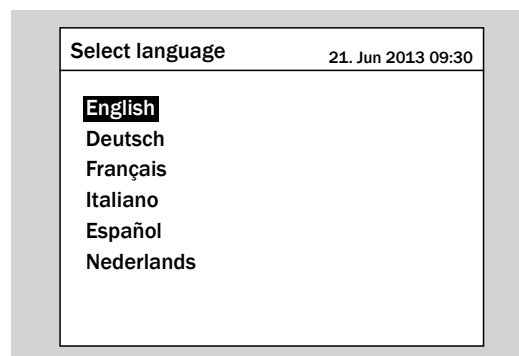 Select language 21. Jun 2013 09:30
English
Deutsch
Français
Italiano
Español
Nederlands